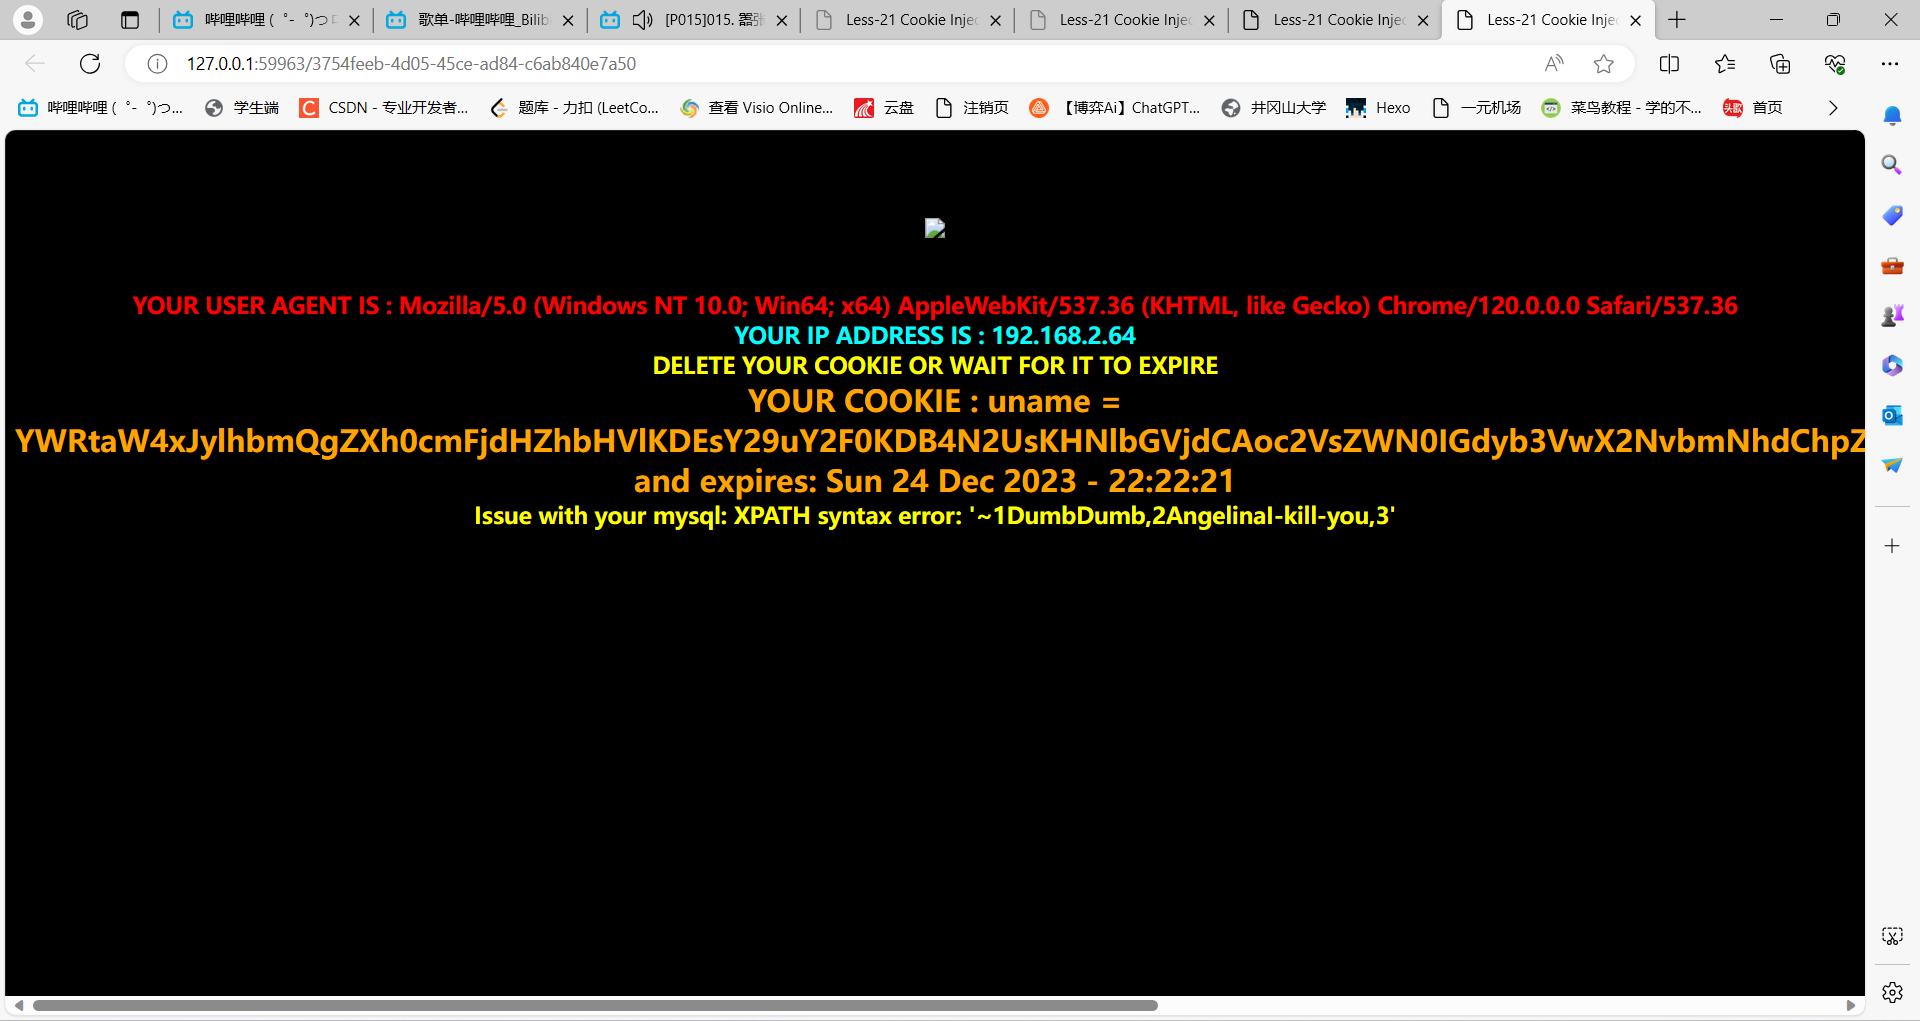 哔哩哔哩 (゜-゜)つ
歌单-哔哩哔哩_Bilib
[P015]015. 嚣张
Less-21 Cookie Injec
Less-21 Cookie Injec
Less-21 Cookie Injec
Less-21 Cookie Injec
127.0.0.1:59963/3754feeb-4d05-45ce-ad84-c6ab840e7a50
哔哩哔哩 (゜-゜)つ...
学生端
CSDN - 专业开发者...
题库 - 力扣 (LeetCo...
查看 Visio Online...
云盘
注销页
【博弈Ai】ChatGPT...
井冈山大学
Hexo
一元机场
菜鸟教程 - 学的不...
头歌 首页
YOUR USER AGENT IS : Mozilla/5.0 (Windows NT 10.0; Win64; x64) AppleWebKit/537.36 (KHTML, like Gecko) Chrome/120.0.0.0 Safari/537.36
YOUR IP ADDRESS IS : 192.168.2.64
DELETE YOUR COOKIE OR WAIT FOR IT TO EXPIRE
YOUR COOKIE : uname =
YWRtaW4xJylhbmQgZXh0cmFjdHZhbHVlKDEsY29uY2F0KDB4N2UsKHNlbGVjdCAoc2VsZWN0IGdyb3VwX2NvbmNhdChpZ
and expires: Sun 24 Dec 2023 - 22:22:21
Issue with your mysql: XPATH syntax error: '~1DumbDumb,2AngelinaI-kill-you,3'